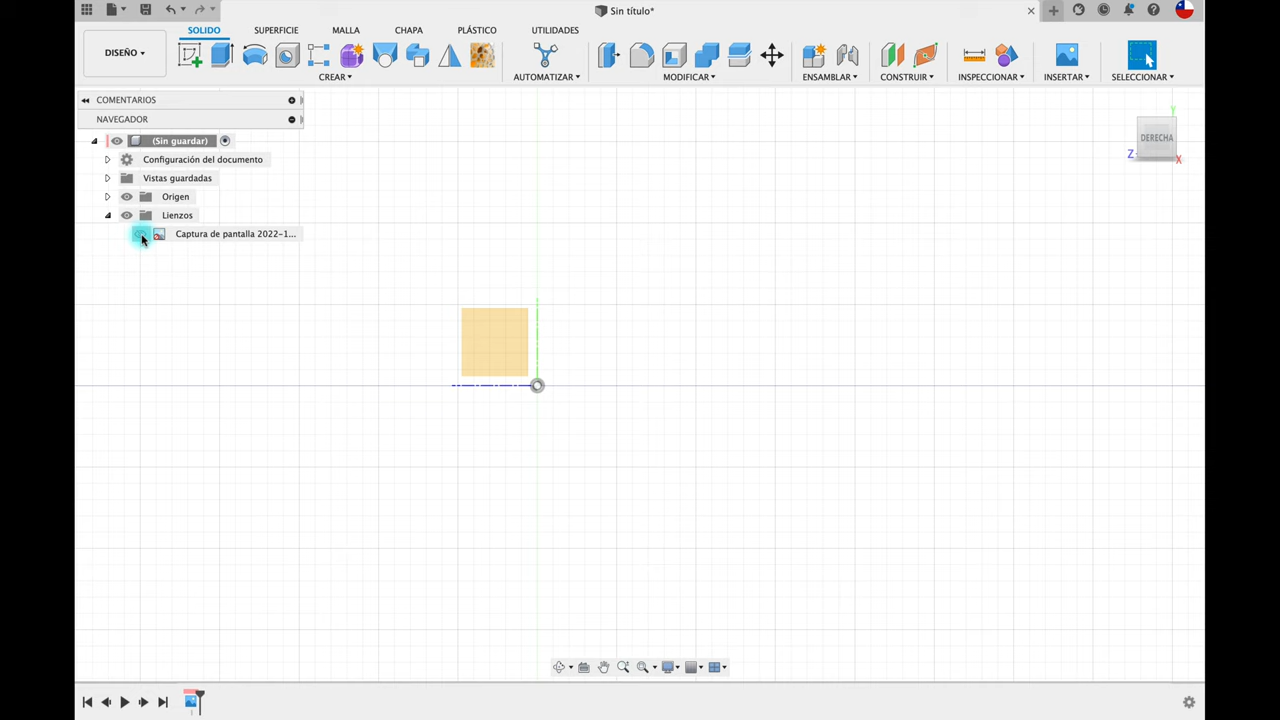 Sin título*
SOLIDO
SUPERFICIE
MALLA
CHAPA
PLÁSTICO
UTILIDADES
DISEÑO
CREAR
AUTOMATIZAR
MODIFICAR
ENSAMBLAR
CONSTRUIR
INSPECCIONAR
INSERTAR
SELECCIONAR
COMENTARIOS
NAVEGADOR
(Sin guardar)
Configuración del documento
Vistas guardadas
Origen
Lienzos
Captura de pantalla 2022-1...
Y
DERECHA
Z
X